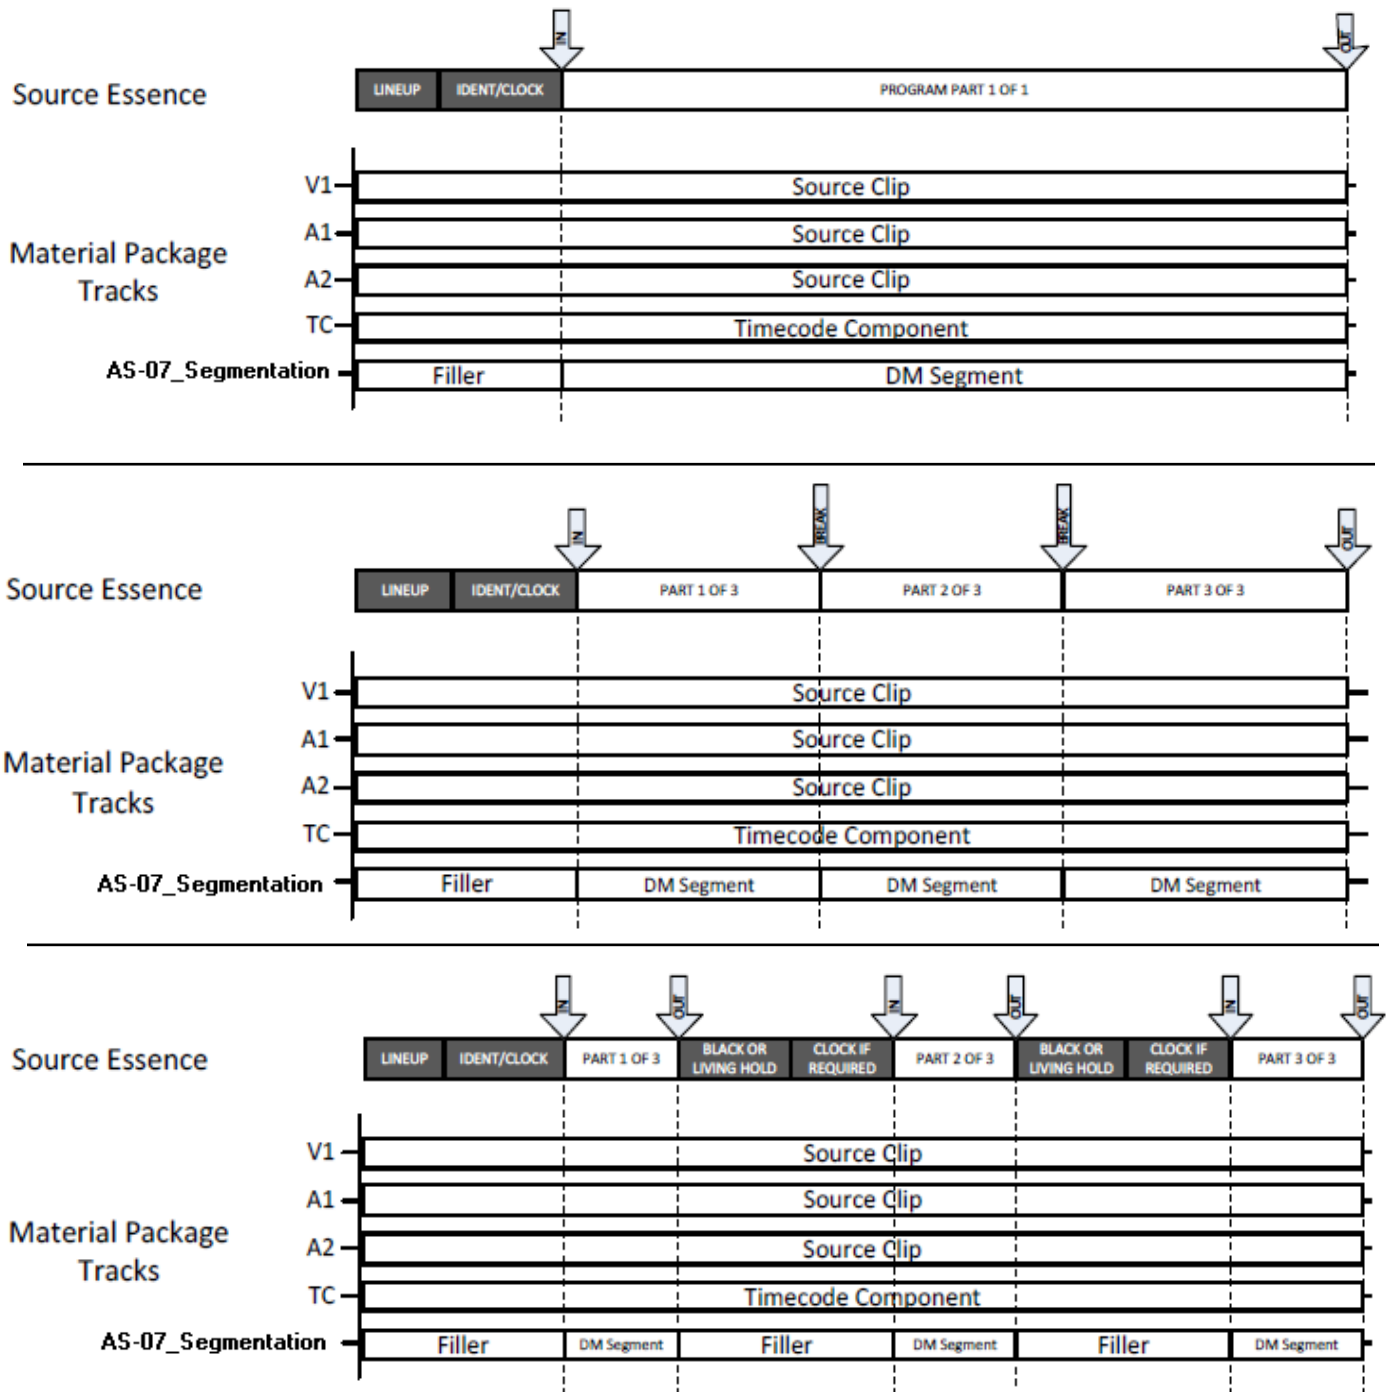 IN
OUT
Source Essence
LINEUP
IDENT/CLOCK
PROGRAM PART 1 OF 1
V1
Source Clip
A1
Source Clip
Material Package
Tracks
A2
Source Clip
TC
Timecode Component
AS-07_Segmentation
Filler
DM Segment
IN
BREAK
BREAK
OUT
Source Essence
LINEUP
IDENT/CLOCK
PART 1 OF 3
PART 2 OF 3
PART 3 OF 3
V1
Source Clip
A1
Source Clip
Material Package
Tracks
A2
Source Clip
TC
Timecode Component
AS-07_Segmentation
Filler
DM Segment
DM Segment
DM Segment
IN
OUT
IN
OUT
IN
OUT
Source Essence
LINEUP
IDENT/CLOCK
PART 1 OF 3
BLACK OR
LIVING HOLD
CLOCK IF
REQUIRED
PART 2 OF 3
BLACK OR
LIVING HOLD
CLOCK IF
REQUIRED
PART 3 OF 3
V1
Source Clip
A1
Source Clip
Material Package
Tracks
A2
Source Clip
TC
Timecode Component
AS-07_Segmentation
Filler
DM Segment
Filler
DM Segment
Filler
DM Segment